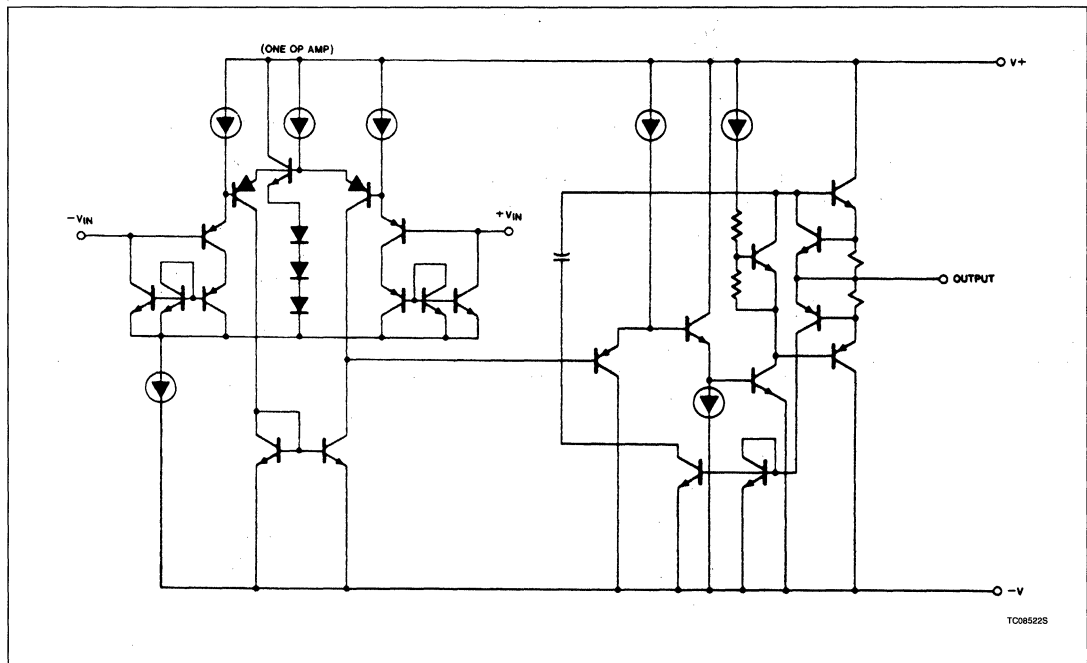 (ONE OP AMP)
V+
−VIN
+VIN
OUTPUT
−V
TC08522S